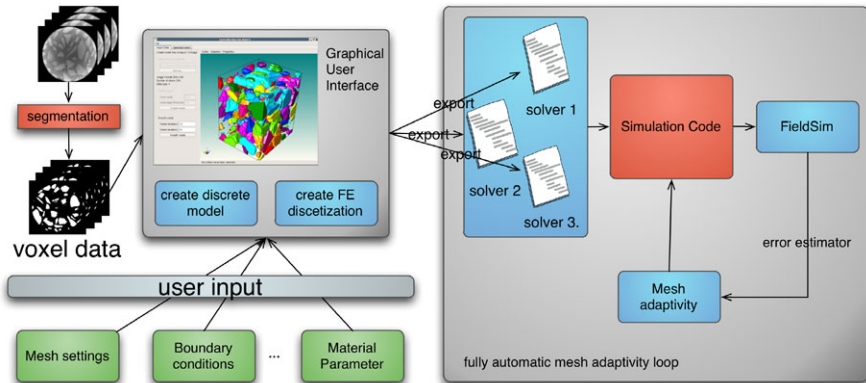 segmentation
voxel data
Graphical
User
Interface
create discrete
model
create FE
discetization
user input
Mesh settings
Boundary
conditions
...
Material
Parameter
export
export
export
solver 1
solver 2
solver 3.
Simulation Code
FieldSim
error estimator
Mesh
adaptivity
fully automatic mesh adaptivity loop